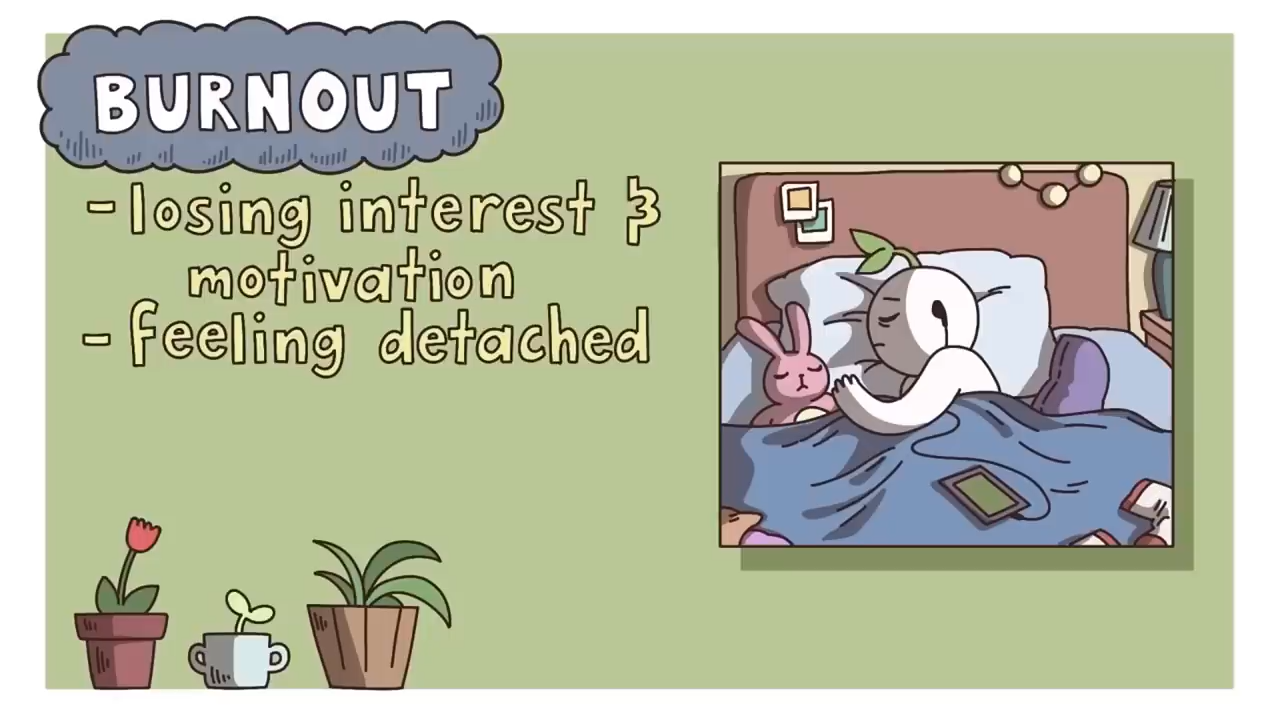 BURNOUT
- losing interest &
motivation
- feeling detached